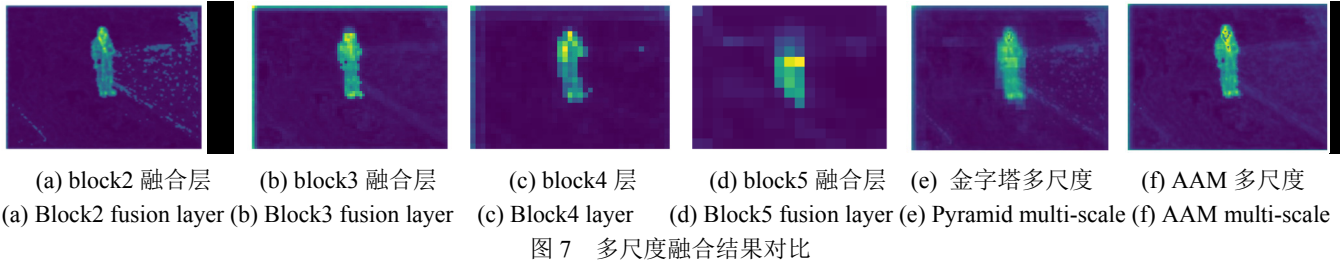 (a) block2 融合层 (b) block3 融合层 (c) block4 层 (d) block5 融合层 (e) 金字塔多尺度 (f) AAM 多尺度
(a) Block2 fusion layer (b) Block3 fusion layer (c) Block4 layer (d) Block5 fusion layer (e) Pyramid multi-scale (f) AAM multi-scale
图 7 多尺度融合结果对比